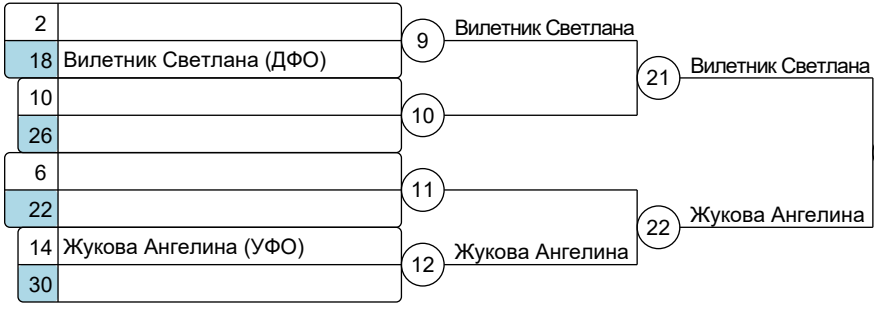 2
9 Вилетник Светлана
18 Вилетник Светлана (ДФО)
21 Вилетник Светлана
10
10
26
6
11
22
22 Жукова Ангелина
14 Жукова Ангелина (УФО)
12 Жукова Ангелина
30